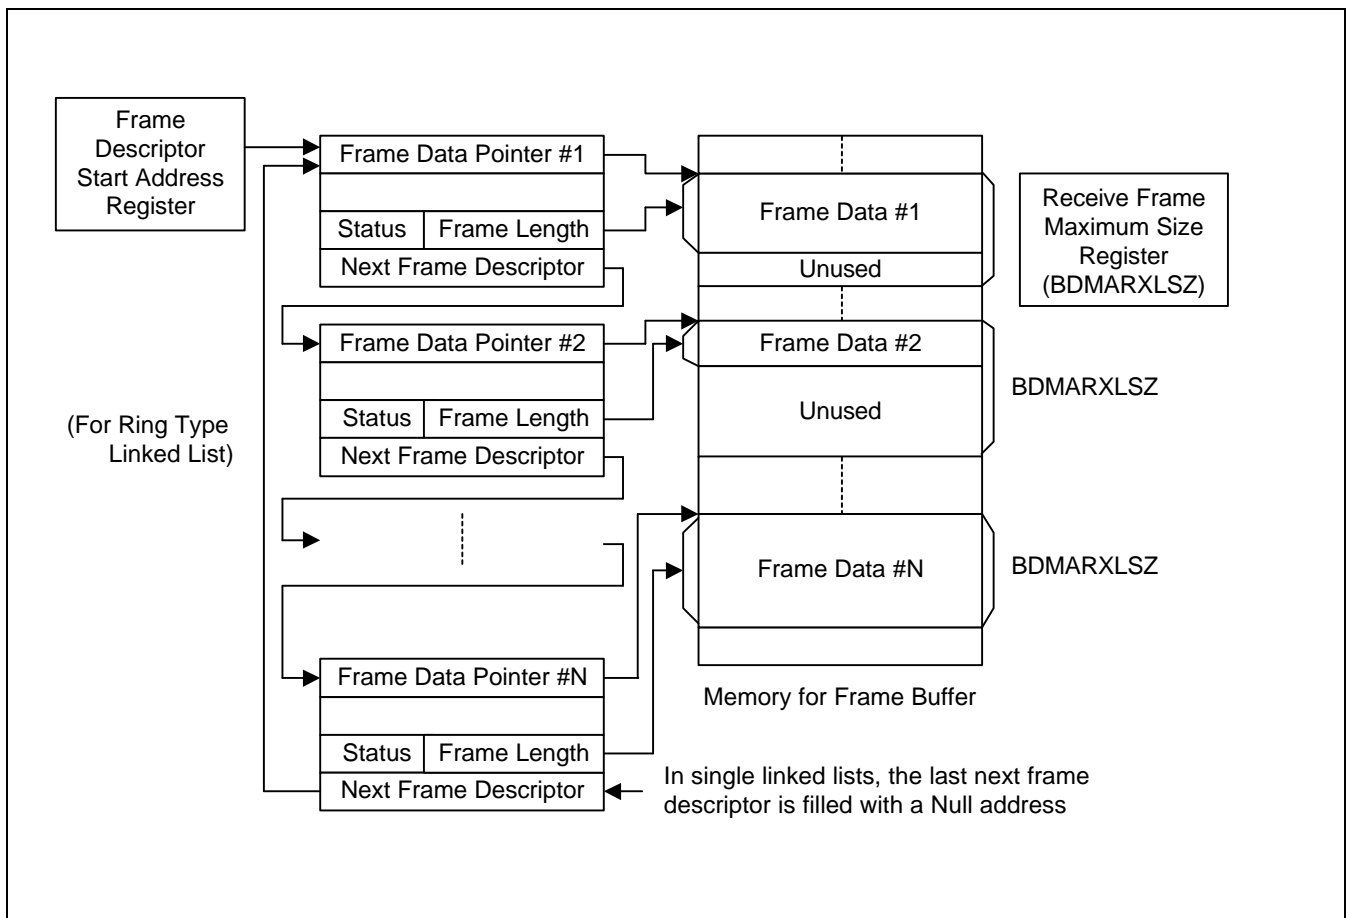 Frame
Descriptor
Start Address
Register
Frame Data Pointer #1
Status Frame Length
Next Frame Descriptor
Frame Data #1
Unused
Receive Frame
Maximum Size
Register
(BDMARXLSZ)
Frame Data Pointer #2
Status Frame Length
Next Frame Descriptor
Frame Data #2
Unused
BDMARXLSZ
(For Ring Type
Linked List)
Frame Data #N
BDMARXLSZ
Frame Data Pointer #N
Status Frame Length
Next Frame Descriptor
Memory for Frame Buffer
In single linked lists, the last next frame
descriptor is filled with a Null address